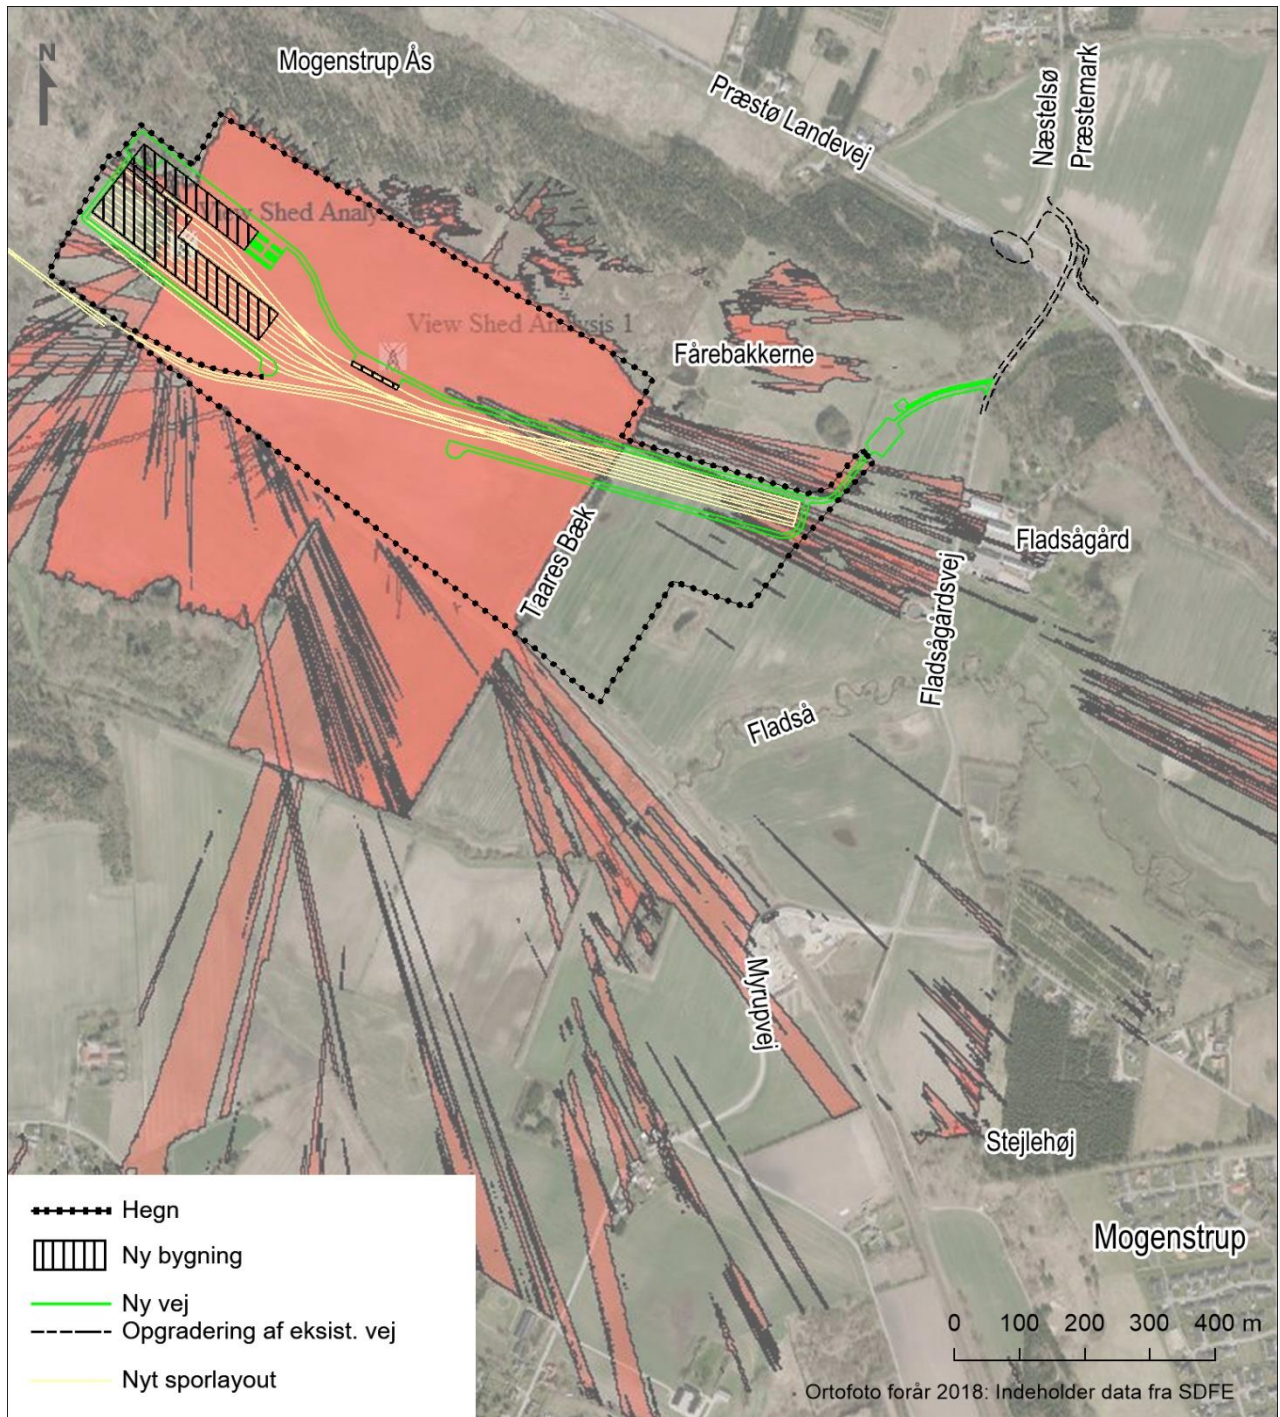 N
Mogenstrup Ås
Præstø Landevej
Næstelsø
Præstemark
View Shed Analy
View Shed Analysis 1
Fårebakkerne
Fladsågård
Taares Bæk
Fladsågårdsvej
Fladså
Myrupvej
Stejlehøj
Mogenstrup
Hegn
Ny bygning
Ny vej
Opgradering af eksist. vej
Nyt sporlayout
0 100 200 300 400 m
Ortofoto forår 2018: Indeholder data fra SDFE